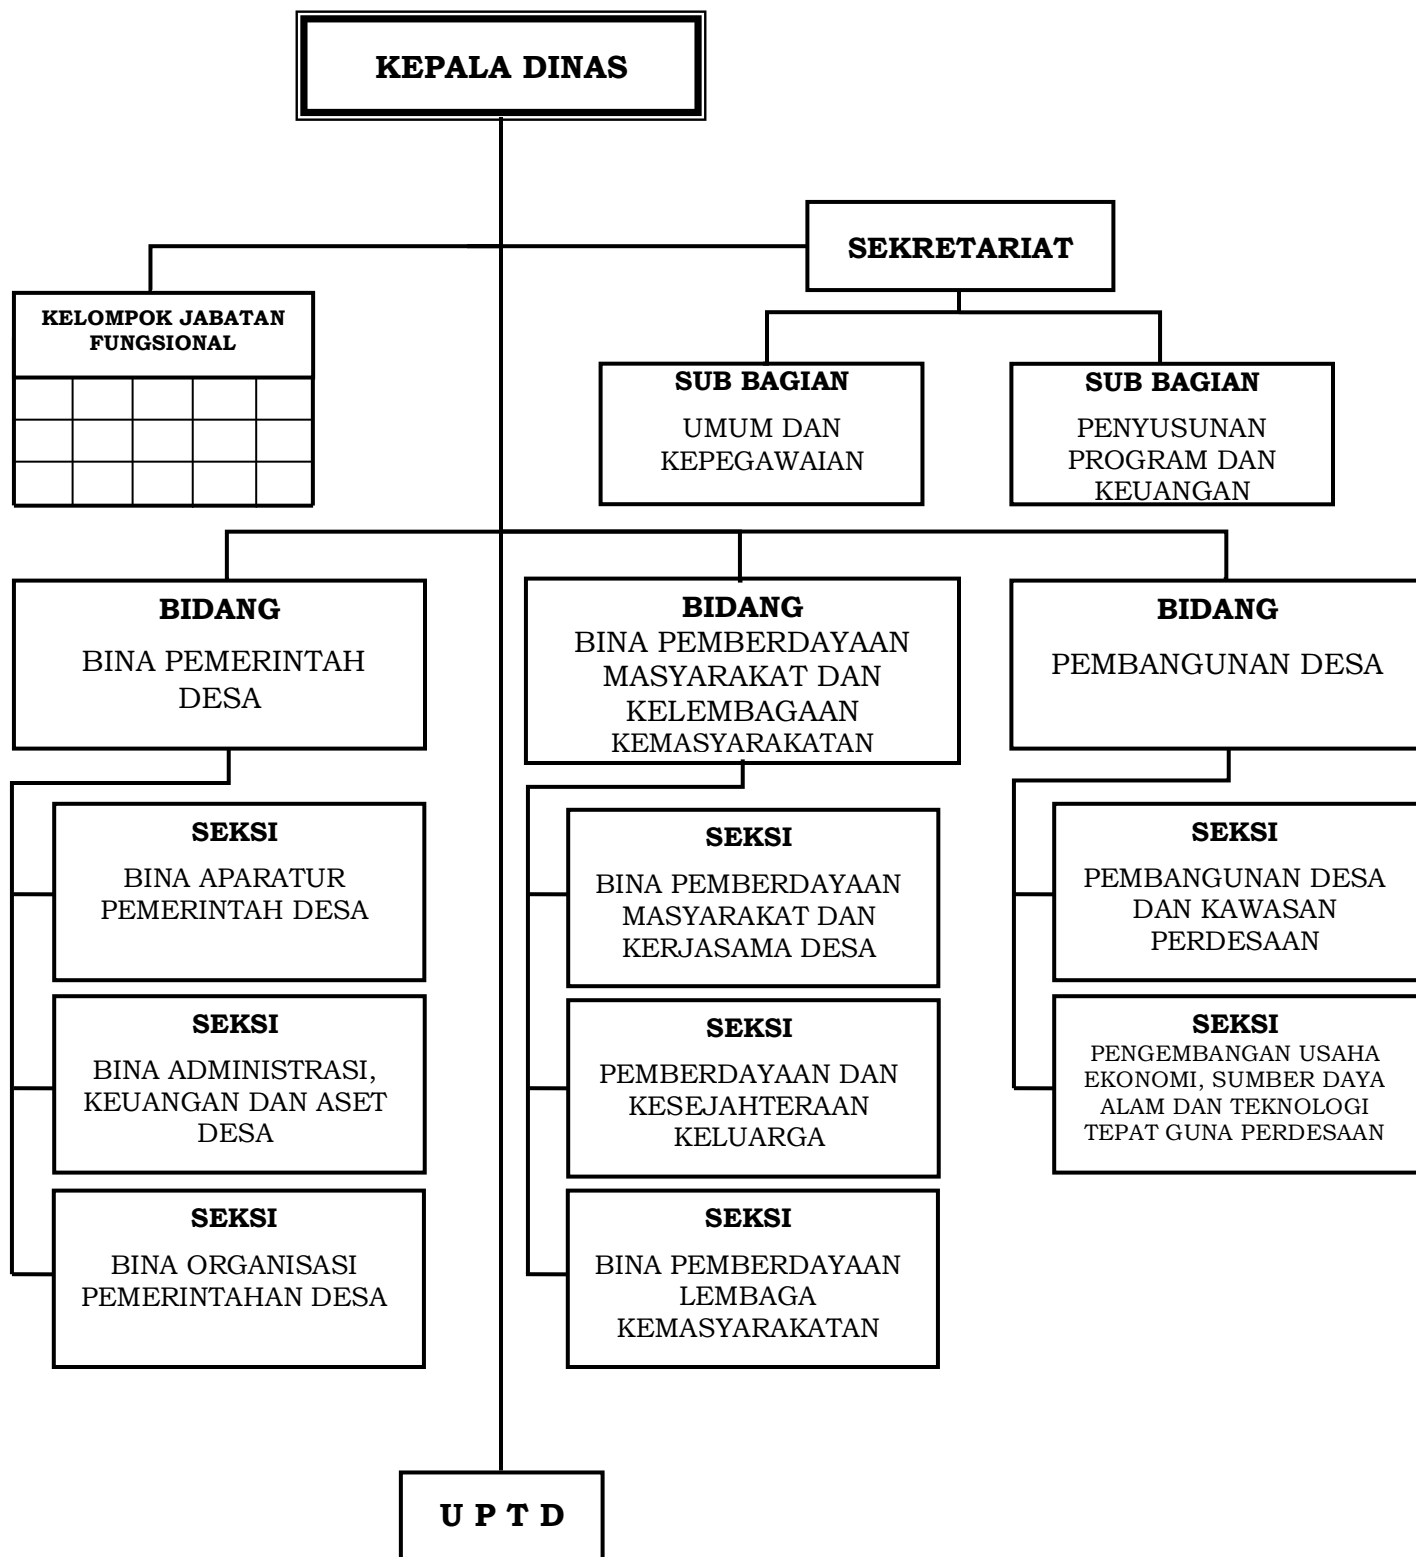 KEPALA DINAS
SEKRETARIAT
KELOMPOK JABATAN
FUNGSIONAL
SUB BAGIAN
UMUM DAN
KEPEGAWAIAN
SUB BAGIAN
PENYUSUNAN
PROGRAM DAN
KEUANGAN
BIDANG
BINA PEMERINTAH
DESA
BIDANG
BINA PEMBERDAYAAN
MASYARAKAT DAN
KELEMBAGAAN
KEMASYARAKATAN
BIDANG
PEMBANGUNAN DESA
SEKSI
BINA APARATUR
PEMERINTAH DESA
SEKSI
BINA ADMINISTRASI,
KEUANGAN DAN ASET
DESA
SEKSI
BINA ORGANISASI
PEMERINTAHAN DESA
SEKSI
BINA PEMBERDAYAAN
MASYARAKAT DAN
KERJASAMA DESA
SEKSI
PEMBERDAYAAN DAN
KESEJAHTERAAN
KELUARGA
SEKSI
BINA PEMBERDAYAAN
LEMBAGA
KEMASYARAKATAN
SEKSI
PEMBANGUNAN DESA
DAN KAWASAN
PERDESAAN
SEKSI
PENGEMBANGAN USAHA
EKONOMI, SUMBER DAYA
ALAM DAN TEKNOLOGI
TEPAT GUNA PERDESAAN
U P T D